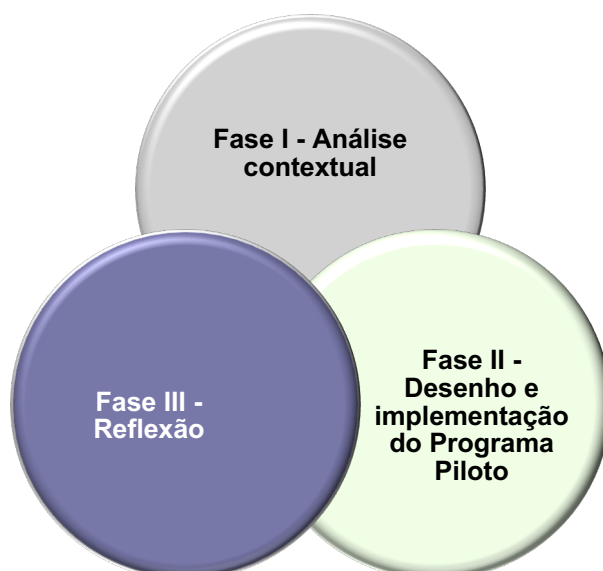 Fase I - Análise
contextual
Fase II -
Desenho e
implementação
do Programa
Piloto
Fase III -
Reflexão